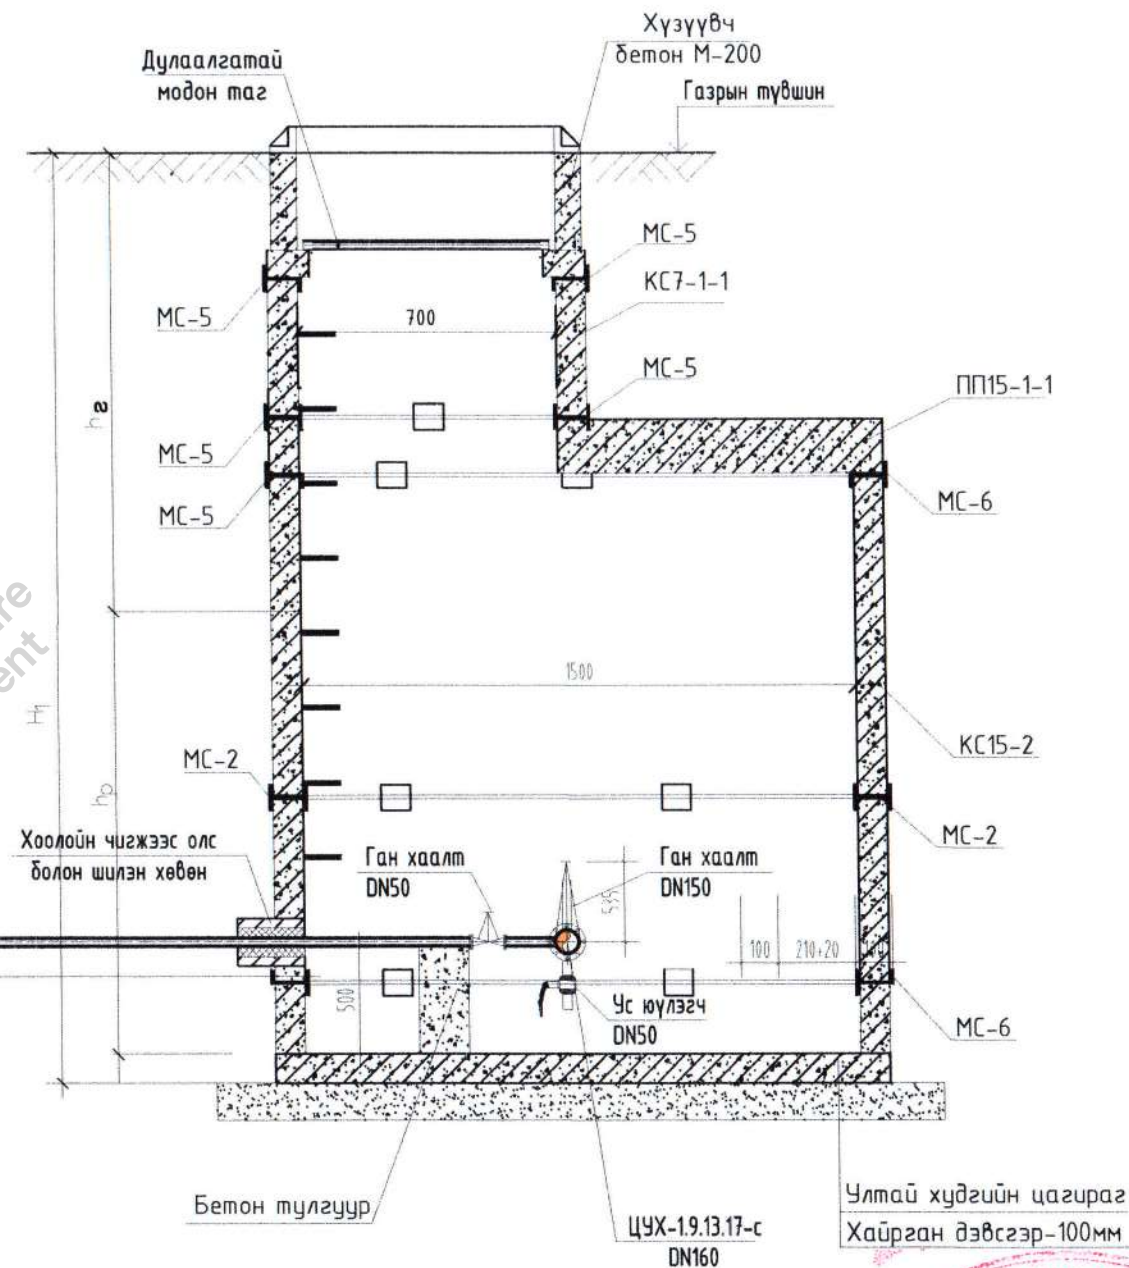 Хүзүүвч
бетон М-200
Дулаалгатай
модон таг
Газрын түвшин
МС-5
КС7-1-1
МС-5
700
МС-5
ПП15-1-1
hг
МС-5
МС-5
МС-6
1500
H1
КС15-2
МС-2
hр
МС-2
Хоолойн чигжээс олс
болон шилэн хөвөн
Ган хаалт
DN50
Ган хаалт
DN150
535
100
210+20
500
Ус юүлэгч
DN50
МС-6
Бетон тулгуур
ЦУХ-1.9.13.17-с
DN160
Ултай худгийн цагираг
Хайрган дэвсгэр-100мм